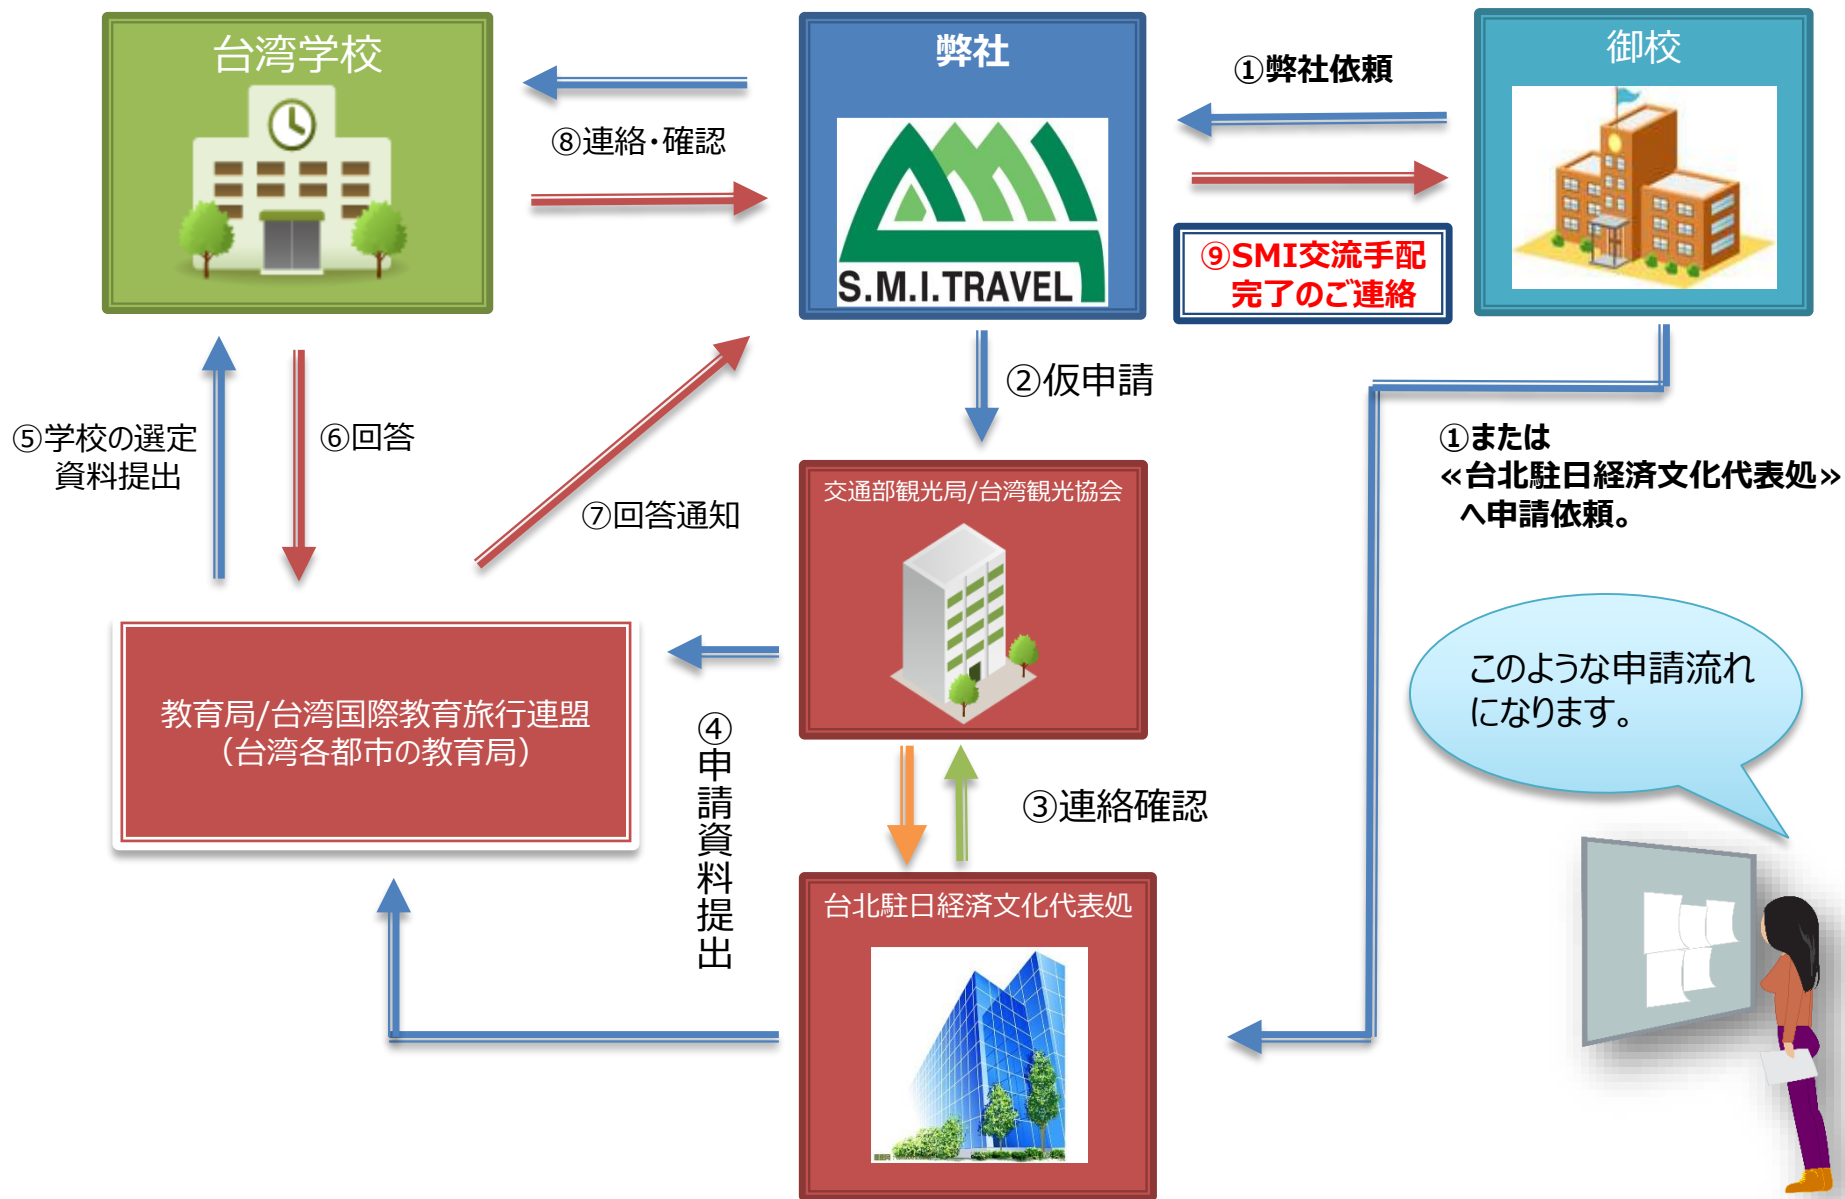 台湾学校
弊社
御校
①弊社依頼
⑧連絡・確認
S.M.I.TRAVEL
⑨SMI交流手配
完了のご連絡
②仮申請
⑤学校の選定
資料提出
⑥回答
⑦回答通知
①または
≪台北駐日経済文化代表処≫
へ申請依頼。
交通部観光局/台湾観光協会
教育局/台湾国際教育旅行連盟
（台湾各都市の教育局）
④申請資料提出
③連絡確認
このような申請流れ
になります。
台北駐日経済文化代表処